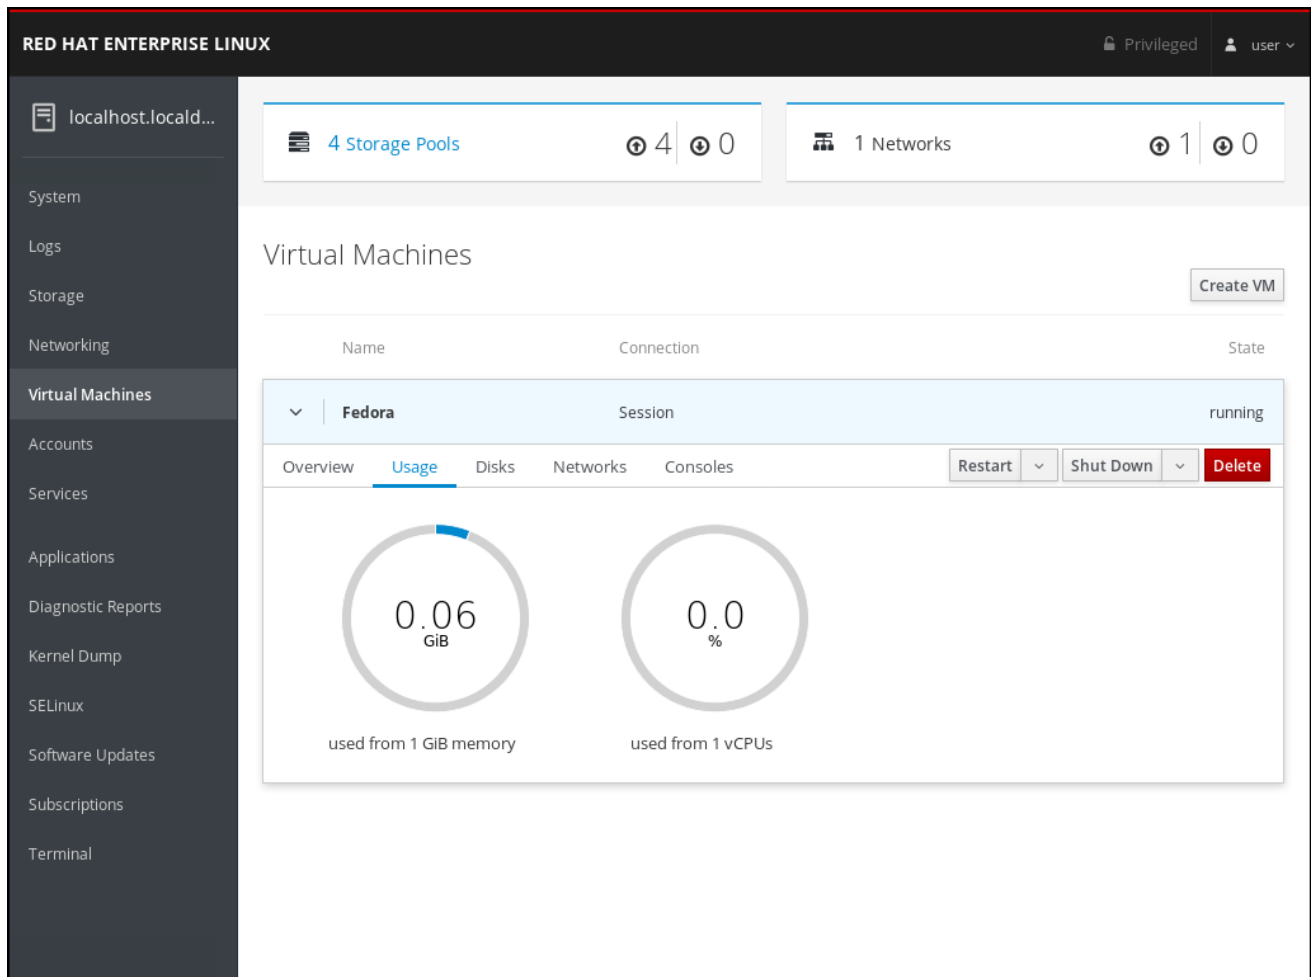 RED HAT ENTERPRISE LINUX
Privileged
user
localhost.locald...
4 Storage Pools
4
0
1 Networks
1
0
System
Logs
Storage
Networking
Virtual Machines
Accounts
Services
Applications
Diagnostic Reports
Kernel Dump
SELinux
Software Updates
Subscriptions
Terminal
Virtual Machines
Create VM
Name Connection State
Fedora Session running
Overview Usage Disks Networks Consoles Restart Shut Down Delete
0.06
GiB
used from 1 GiB memory
0.0
%
used from 1 vCPUs